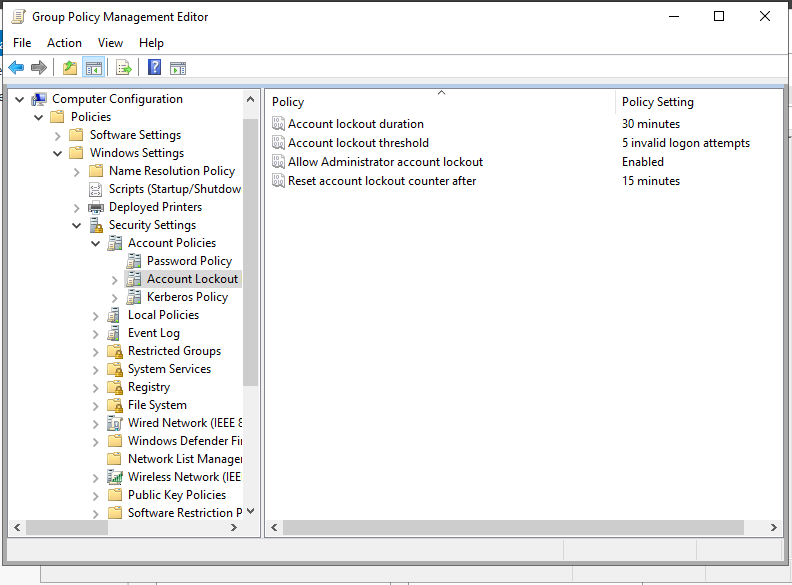 Group Policy Management Editor
File Action View Help
Computer Configuration
Policies
Software Settings
Windows Settings
Name Resolution Policy
Scripts (Startup/Shutdow
Deployed Printers
Security Settings
Account Policies
Password Policy
Account Lockout
Kerberos Policy
Local Policies
Event Log
Restricted Groups
System Services
Registry
File System
Wired Network (IEEE 8
Windows Defender Fi
Network List Manage
Wireless Network (IEE
Public Key Policies
Software Restriction P
Policy Policy Setting
Account lockout duration 30 minutes
Account lockout threshold 5 invalid logon attempts
Allow Administrator account lockout Enabled
Reset account lockout counter after 15 minutes